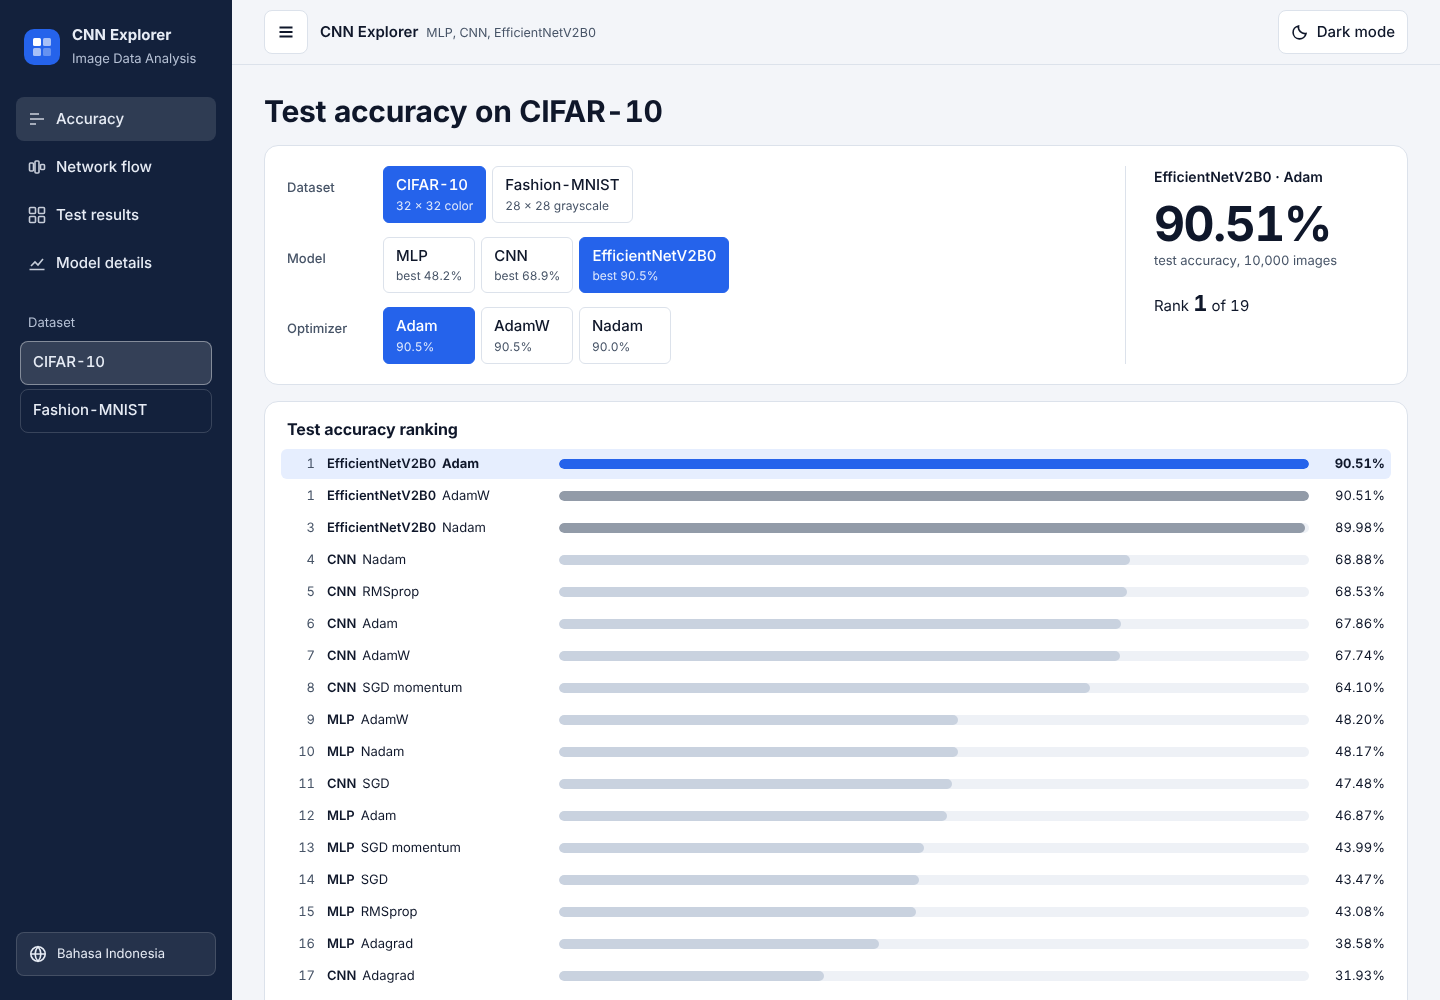 CNN Explorer
Image Data Analysis
Accuracy
Network flow
Test results
Model details
Dataset
CIFAR-10
Fashion-MNIST
Bahasa Indonesia
CNN Explorer MLP, CNN, EfficientNetV2B0
Dark mode
Test accuracy on CIFAR-10
Dataset
CIFAR-10
32 × 32 color
Fashion-MNIST
28 × 28 grayscale
Model
MLP
best 48.2%
CNN
best 68.9%
EfficientNetV2B0
best 90.5%
Optimizer
Adam
90.5%
AdamW
90.5%
Nadam
90.0%
EfficientNetV2B0 · Adam
90.51%
test accuracy, 10,000 images
Rank 1 of 19
Test accuracy ranking
1 EfficientNetV2B0 Adam 90.51%
1 EfficientNetV2B0 AdamW 90.51%
3 EfficientNetV2B0 Nadam 89.98%
4 CNN Nadam 68.88%
5 CNN RMSprop 68.53%
6 CNN Adam 67.86%
7 CNN AdamW 67.74%
8 CNN SGD momentum 64.10%
9 MLP AdamW 48.20%
10 MLP Nadam 48.17%
11 CNN SGD 47.48%
12 MLP Adam 46.87%
13 MLP SGD momentum 43.99%
14 MLP SGD 43.47%
15 MLP RMSprop 43.08%
16 MLP Adagrad 38.58%
17 CNN Adagrad 31.93%